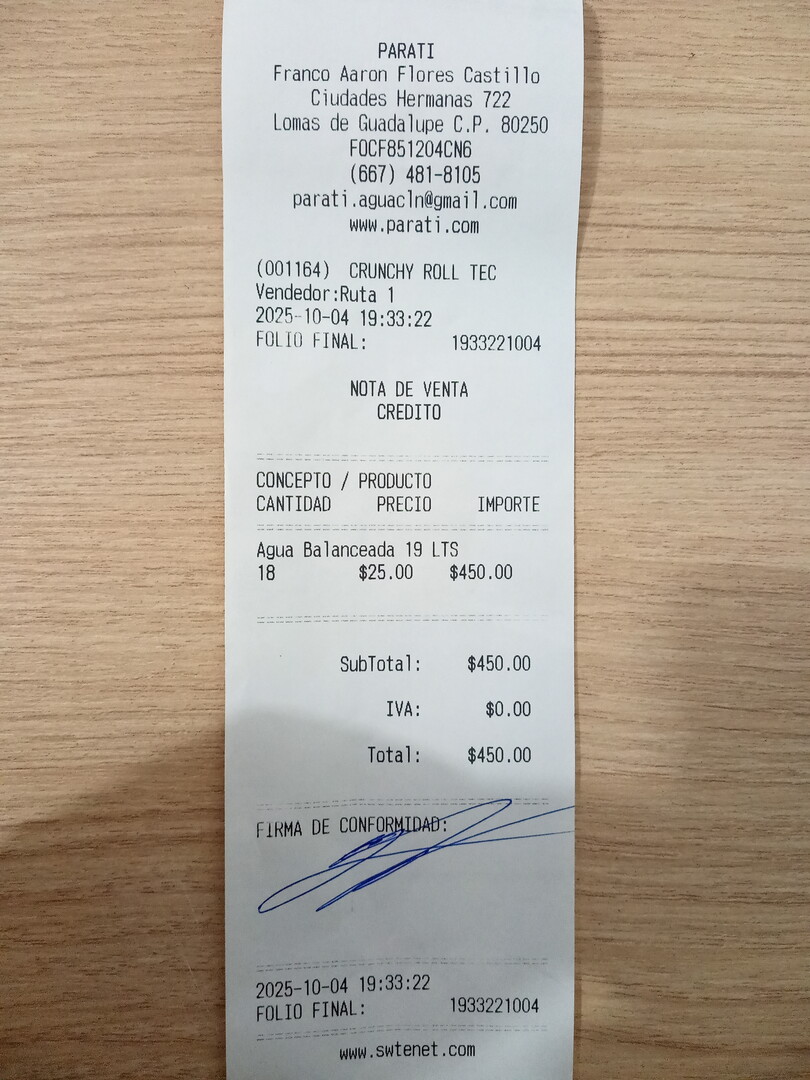 PARATI
Franco Aaron Flores Castillo
Ciudades Hermanas 722
Lomas de Guadalupe C.P. 80250
FOCF851204CN6
(667) 481-8105
parati.aguacln@gmail.com
www.parati.com
(001164) CRUNCHY ROLL TEC
Vendedor:Ruta 1
2025-10-04 19:33:22
FOLIO FINAL: 1933221004
NOTA DE VENTA
CREDITO
CONCEPTO / PRODUCTO
CANTIDAD PRECIO IMPORTE
Agua Balanceada 19 LTS
18 $25.00 $450.00
SubTotal: $450.00
IVA: $0.00
Total: $450.00
FIRMA DE CONFORMIDAD:
2025-10-04 19:33:22
FOLIO FINAL: 1933221004
www.swtenet.com